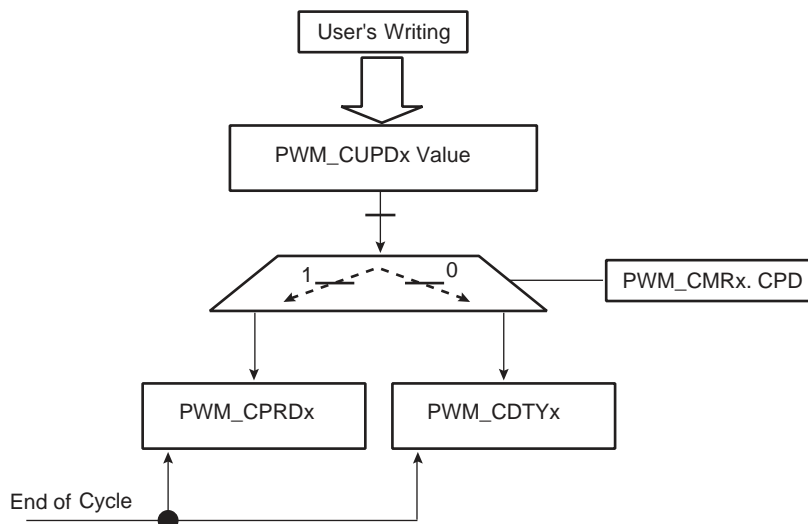 User's Writing
PWM_CUPDx Value
1
0
PWM_CMRx. CPD
PWM_CPRDx
PWM_CDTYx
End of Cycle